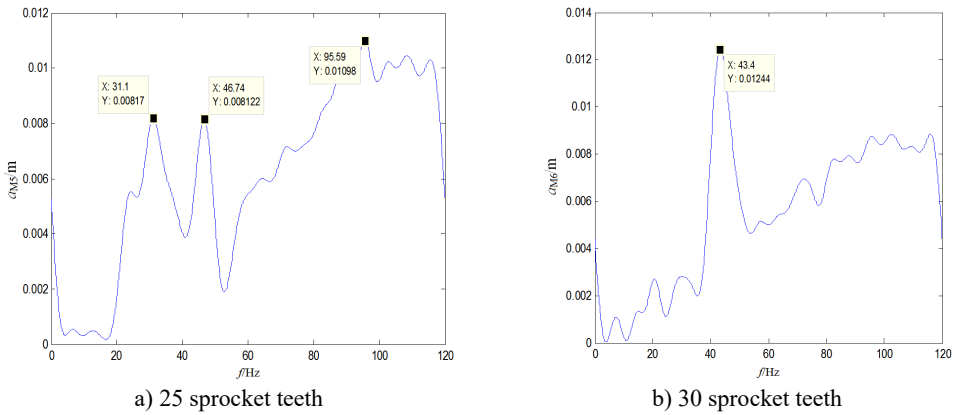 0.012
0.01
0.008
0.006
0.004
0.002
0
a_M5/m
X: 31.1
Y: 0.00817
X: 46.74
Y: 0.008122
X: 95.59
Y: 0.01098
0 20 40 60 80 100 120
f/Hz
a) 25 sprocket teeth
0.014
0.012
0.01
0.008
0.006
0.004
0.002
0
a_M6/m
X: 43.4
Y: 0.01244
0 20 40 60 80 100 120
f/Hz
b) 30 sprocket teeth